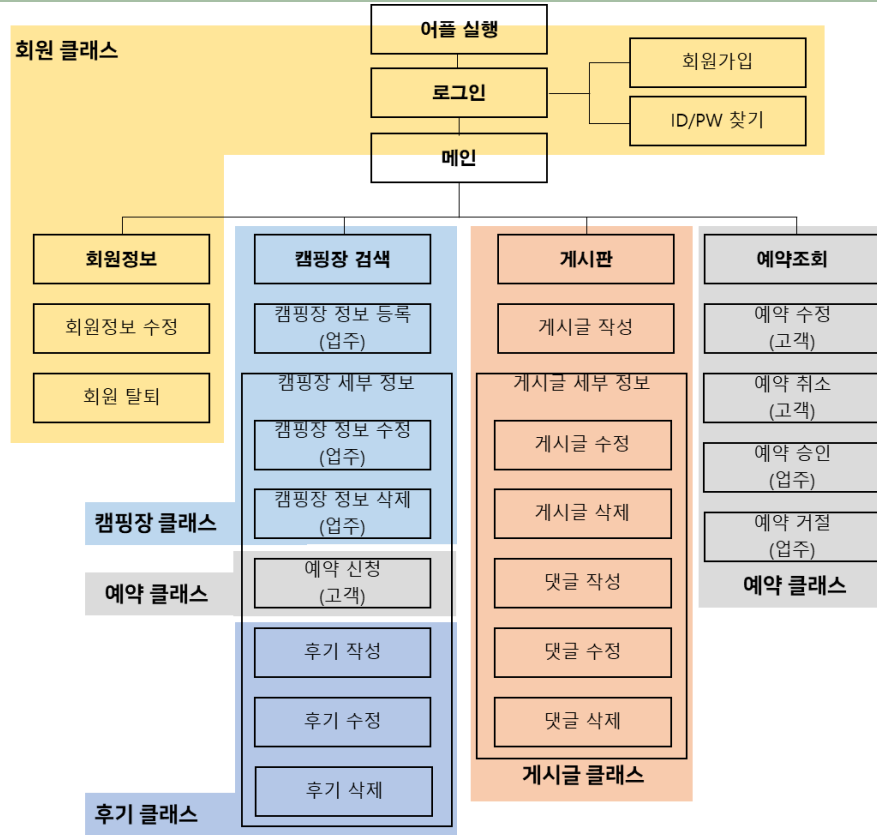 어플 실행
회원 클래스
로그인
회원가입
ID/PW 찾기
메인
회원정보
회원정보 수정
회원 탈퇴
캠핑장 검색
캠핑장 정보 등록
(업주)
캠핑장 세부 정보
캠핑장 정보 수정
(업주)
캠핑장 정보 삭제
(업주)
캠핑장 클래스
예약 신청
(고객)
예약 클래스
후기 작성
후기 수정
후기 삭제
후기 클래스
게시판
게시글 작성
게시글 세부 정보
게시글 수정
게시글 삭제
댓글 작성
댓글 수정
댓글 삭제
게시글 클래스
예약조회
예약 수정
(고객)
예약 취소
(고객)
예약 승인
(업주)
예약 거절
(업주)
예약 클래스